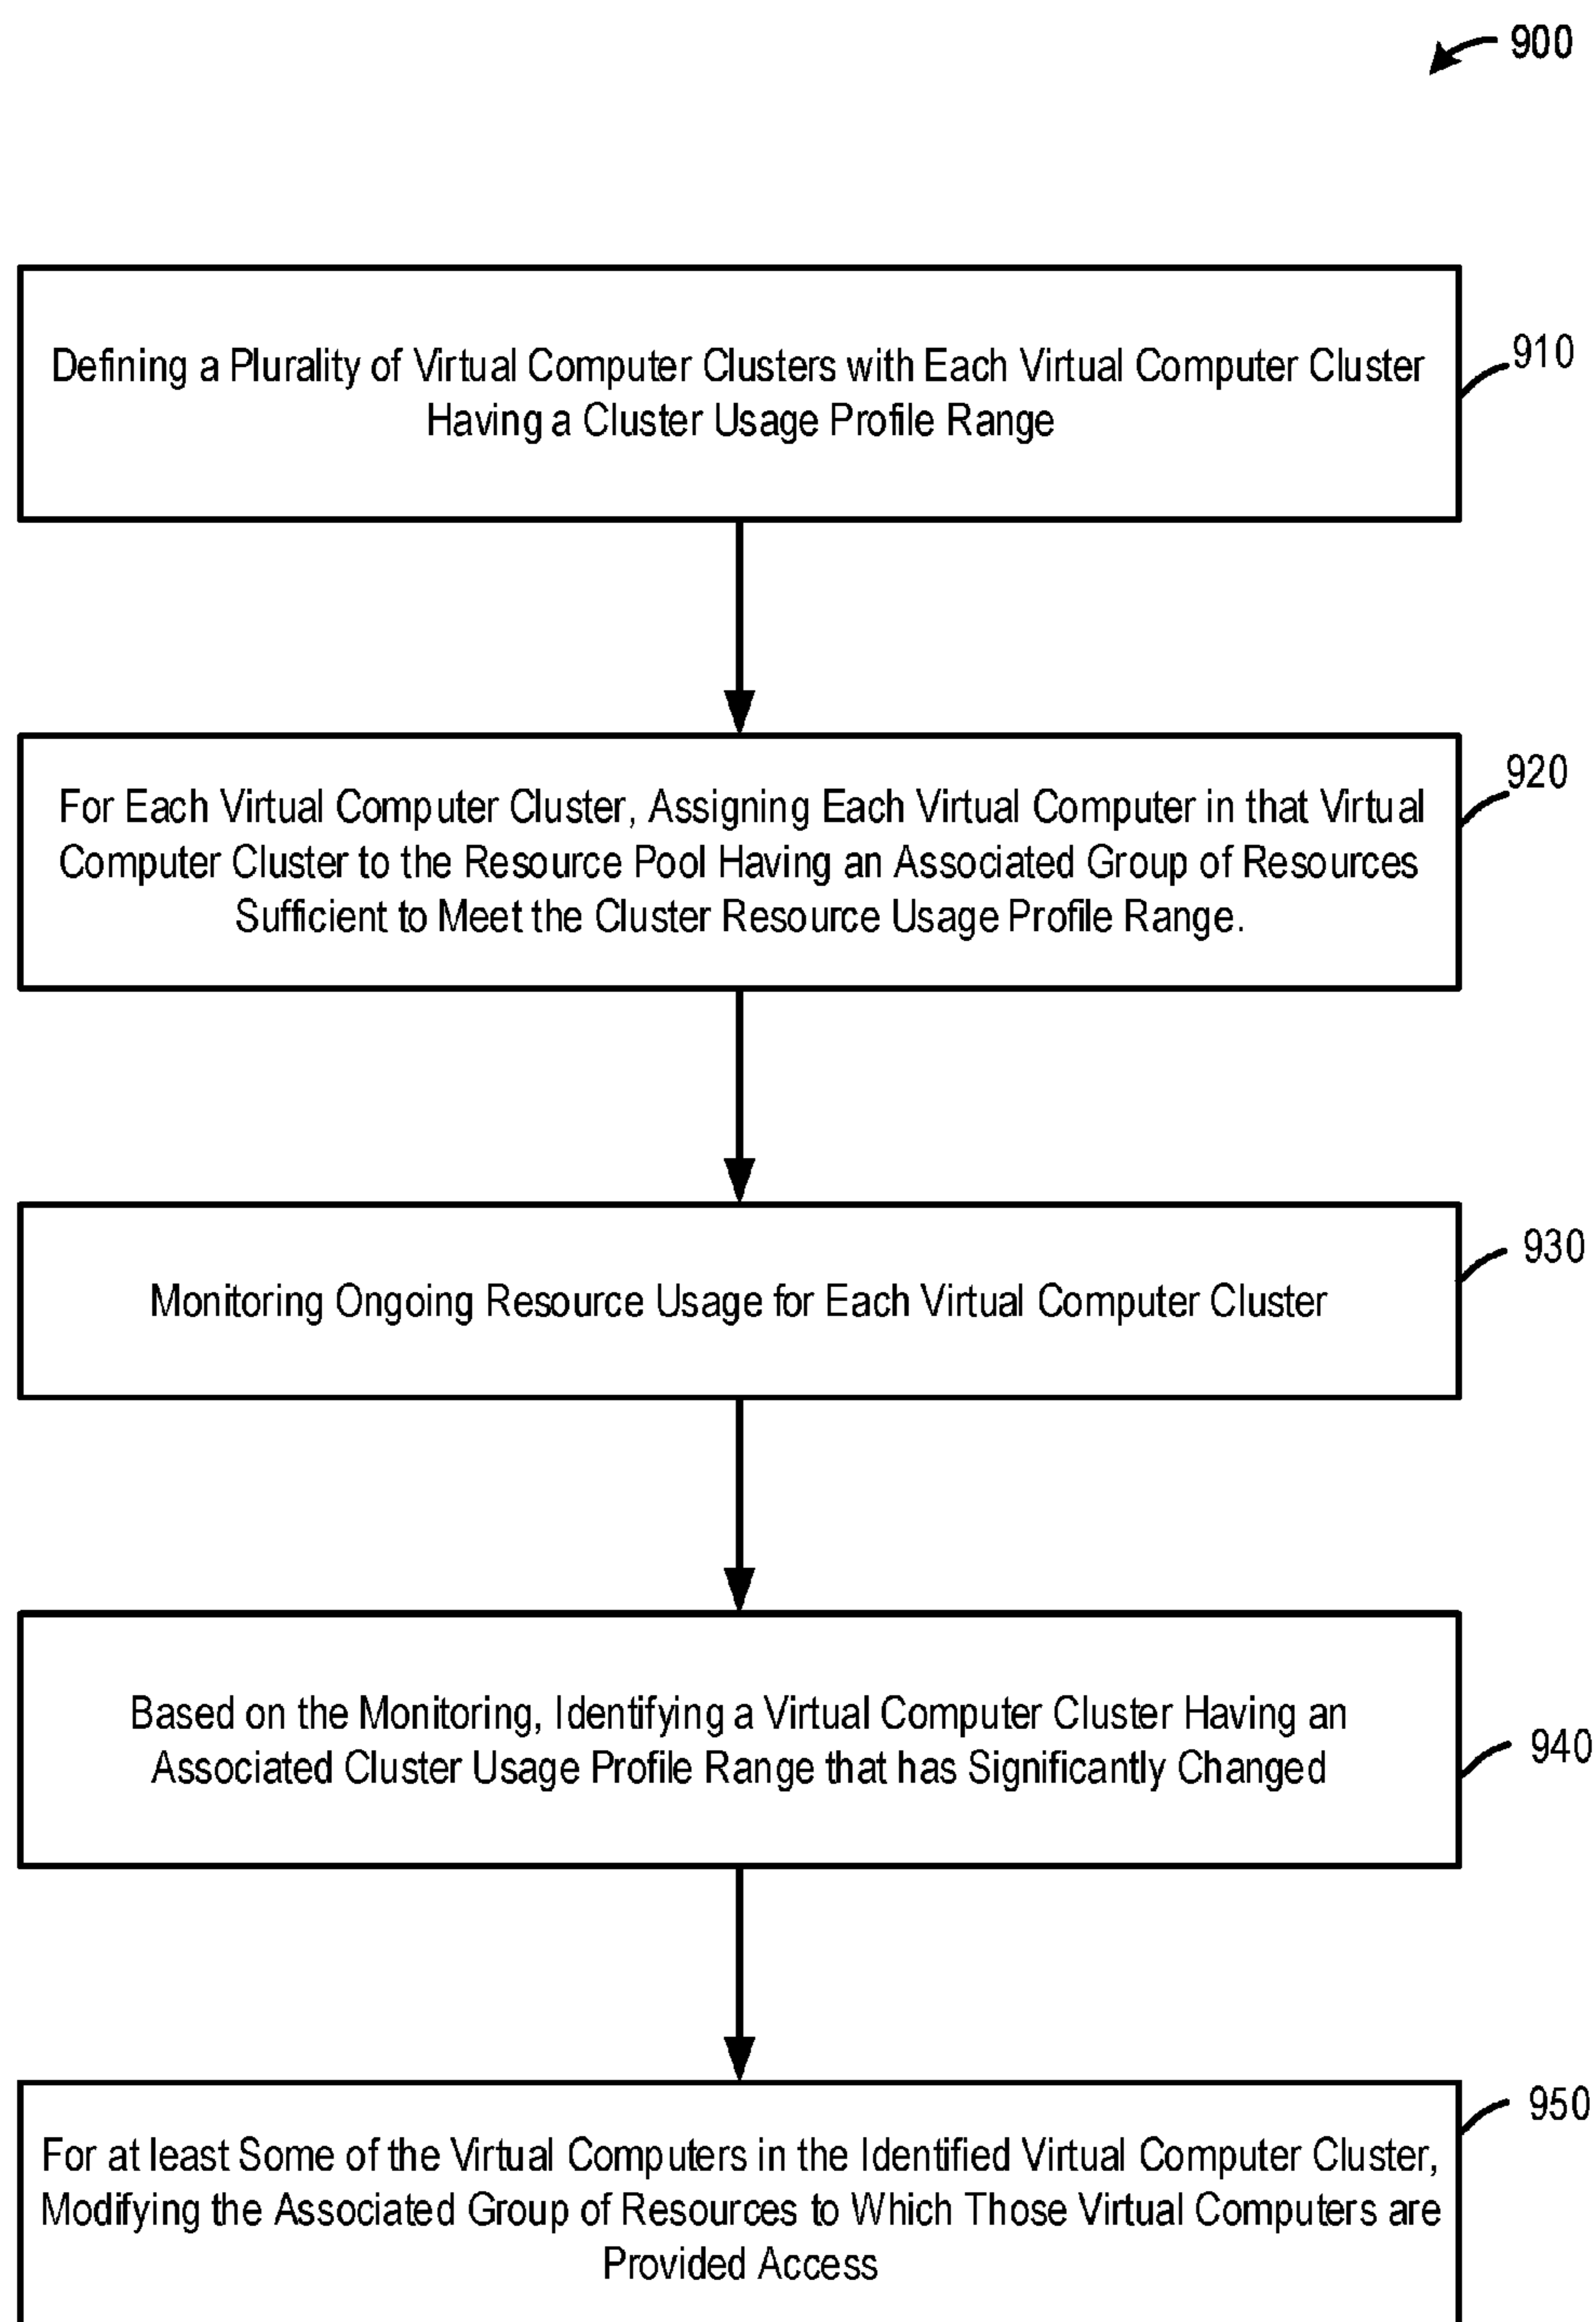 900
Defining a Plurality of Virtual Computer Clusters with Each Virtual Computer Cluster
Having a Cluster Usage Profile Range
910
For Each Virtual Computer Cluster, Assigning Each Virtual Computer in that Virtual
Computer Cluster to the Resource Pool Having an Associated Group of Resources
Sufficient to Meet the Cluster Resource Usage Profile Range.
920
Monitoring Ongoing Resource Usage for Each Virtual Computer Cluster
930
Based on the Monitoring, Identifying a Virtual Computer Cluster Having an
Associated Cluster Usage Profile Range that has Significantly Changed
940
For at least Some of the Virtual Computers in the Identified Virtual Computer Cluster,
Modifying the Associated Group of Resources to Which Those Virtual Computers are
Provided Access
950